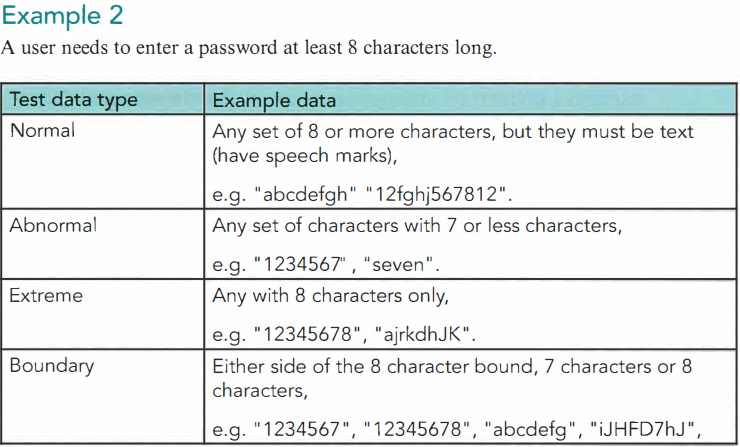 Example 2
A user needs to enter a password at least 8 characters long.
Test data type Example data
Normal Any set of 8 or more characters, but they must be text
(have speech marks),
e.g. "abcdefgh" "12fghj567812".
Abnormal Any set of characters with 7 or less characters,
e.g. "1234567" , "seven".
Extreme Any with 8 characters only,
e.g. "12345678", "ajrkdhJK".
Boundary Either side of the 8 character bound, 7 characters or 8
characters,
e.g. "1234567", "12345678", "abcdefg", "iJHFD7hJ",